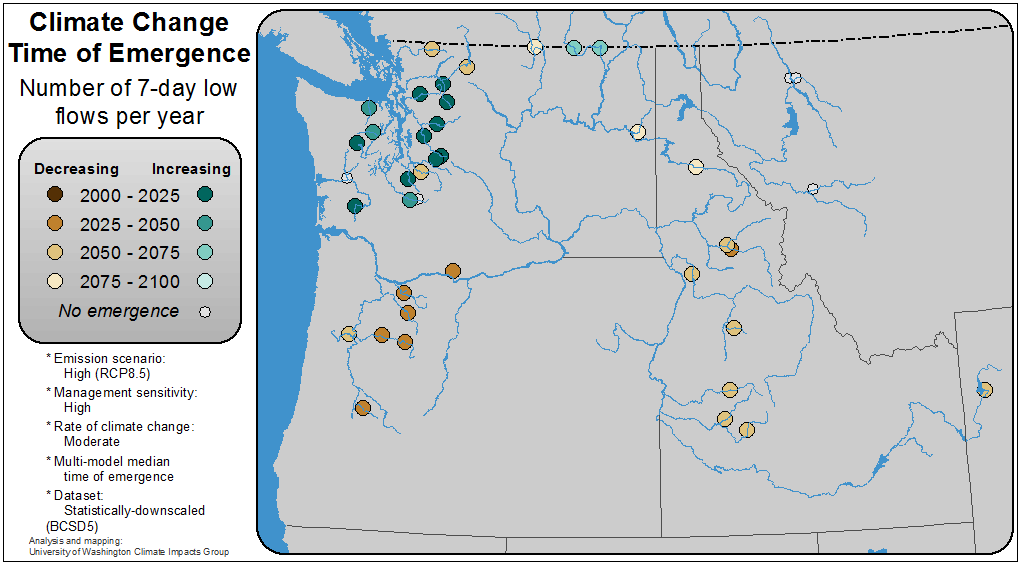 Climate Change
Time of Emergence
Number of 7-day low
flows per year
Decreasing Increasing
2000 - 2025
2025 - 2050
2050 - 2075
2075 - 2100
No emergence
* Emission scenario:
High (RCP8.5)
* Management sensitivity:
High
* Rate of climate change:
Moderate
* Multi-model median
time of emergence
* Dataset:
Statistically-downscaled
(BCSD5)
Analysis and mapping:
University of Washington Climate Impacts Group